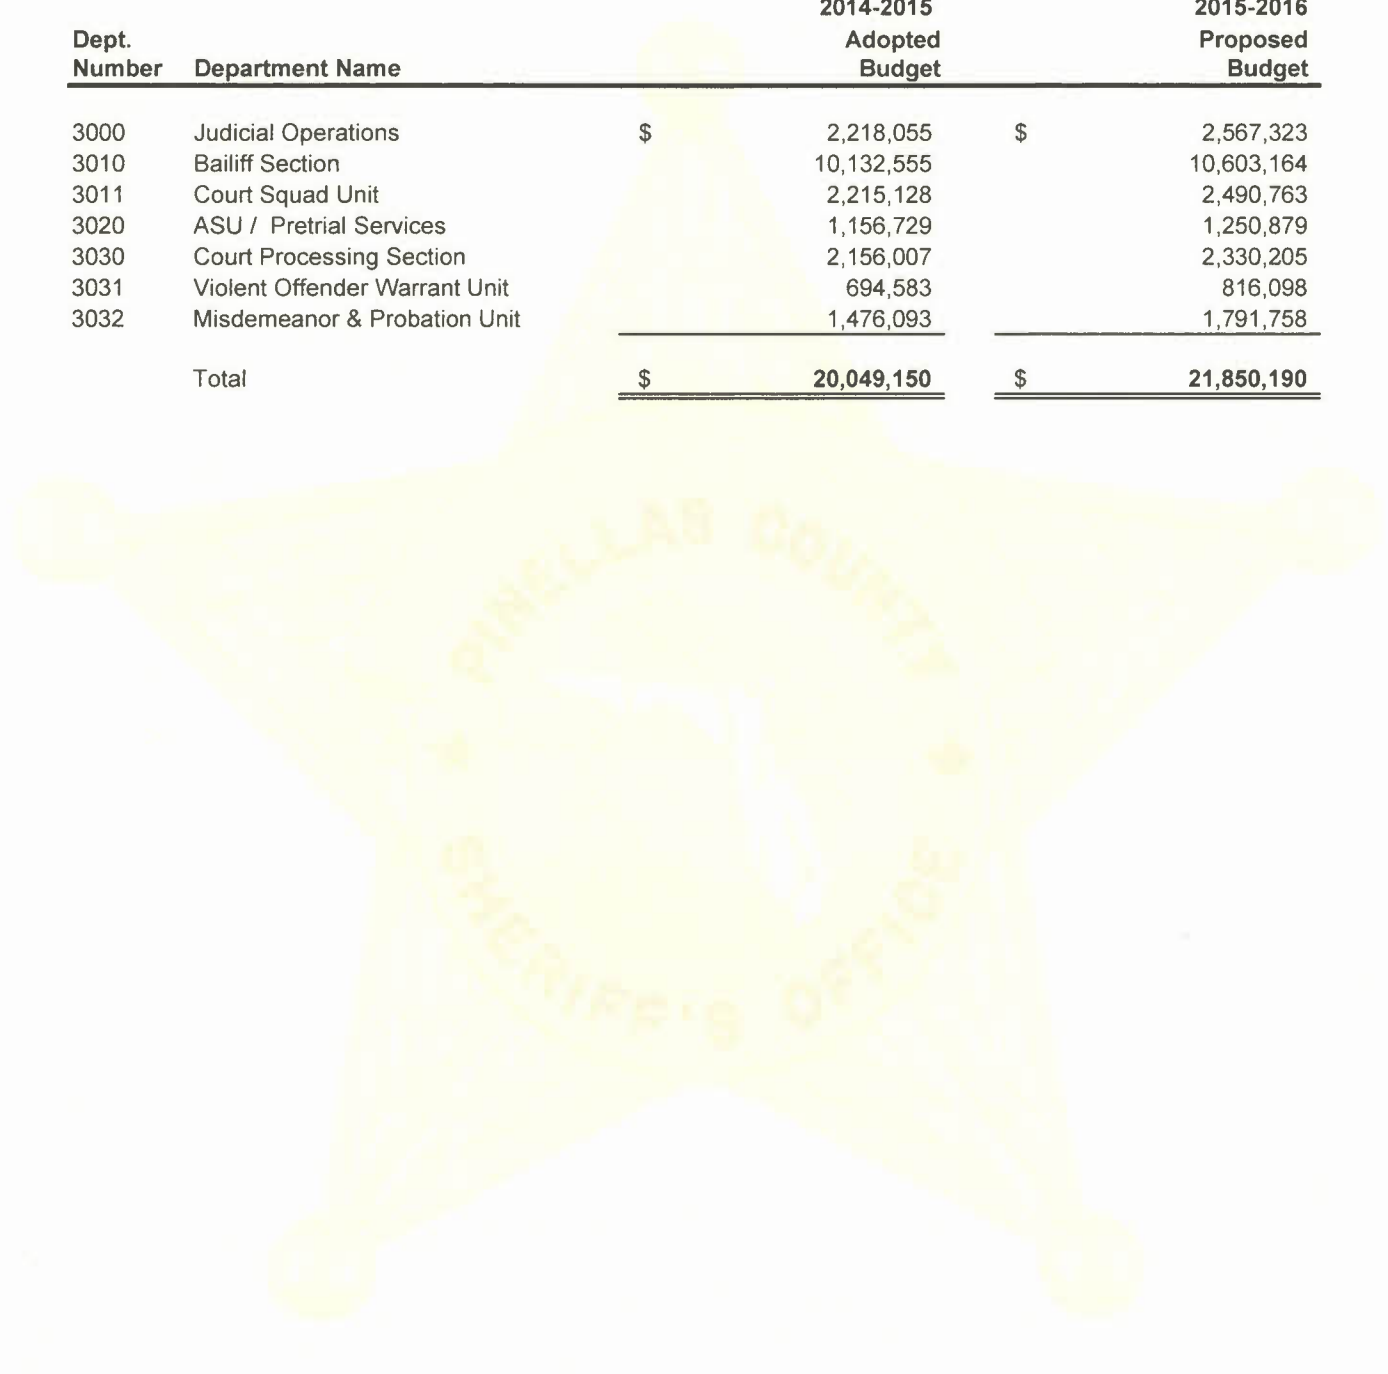 2014-2015 2015-2016
Dept. Adopted Proposed
Number Department Name Budget Budget
3000 Judicial Operations $ 2,218,055 $ 2,567,323
3010 Bailiff Section 10,132,555 10,603,164
3011 Court Squad Unit 2,215,128 2,490,763
3020 ASU / Pretrial Services 1,156,729 1,250,879
3030 Court Processing Section 2,156,007 2,330,205
3031 Violent Offender Warrant Unit 694,583 816,098
3032 Misdemeanor & Probation Unit 1,476,093 1,791,758
Total $ 20,049,150 $ 21,850,190
PINELLAS COUNTY
SHERIFF'S OFFICE